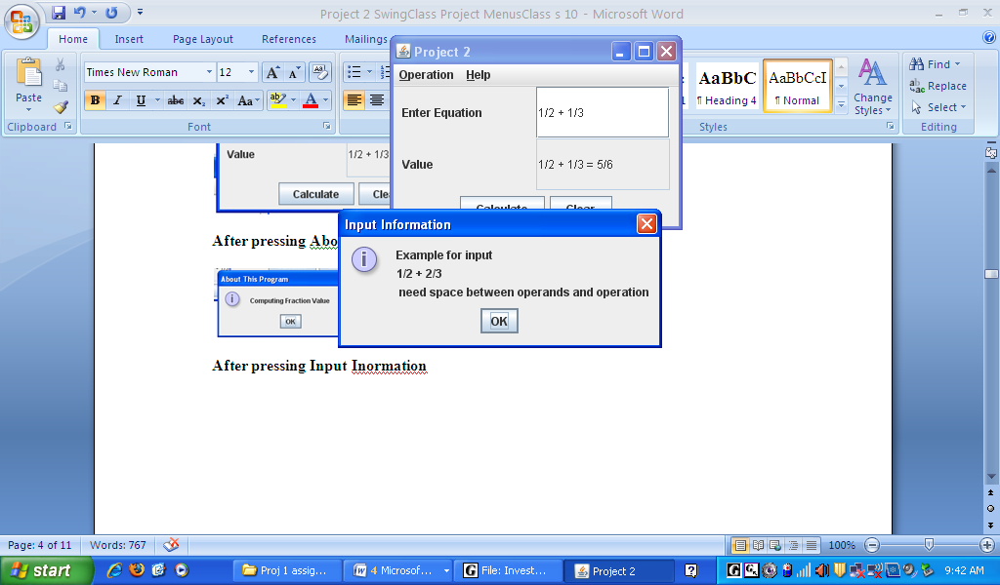 Project 2 SwingClass Project MenusClass s 10 - Microsoft Word
Home Insert Page Layout References Mailings
Times New Roman 12
Paste
Clipboard Font Styles Editing
B I U abc x₂ x² Aa ab A
AaBbC AaBbCcI
¶ Heading 4 ¶ Normal
Change
Styles
Find
Replace
Select
Project 2
Operation Help
Enter Equation 1/2 + 1/3
Value 1/2 + 1/3 = 5/6
Calculate Clear
Value 1/2 + 1/3
Calculate Cle
After pressing Abo
Input Information
Example for input
1/2 + 2/3
need space between operands and operation
OK
About This Program
Computing Fraction Value
OK
After pressing Input Inormation
Page: 4 of 11 Words: 767 100%
start Proj 1 assig... 4 Microsof... File: Invest... Project 2 9:42 AM